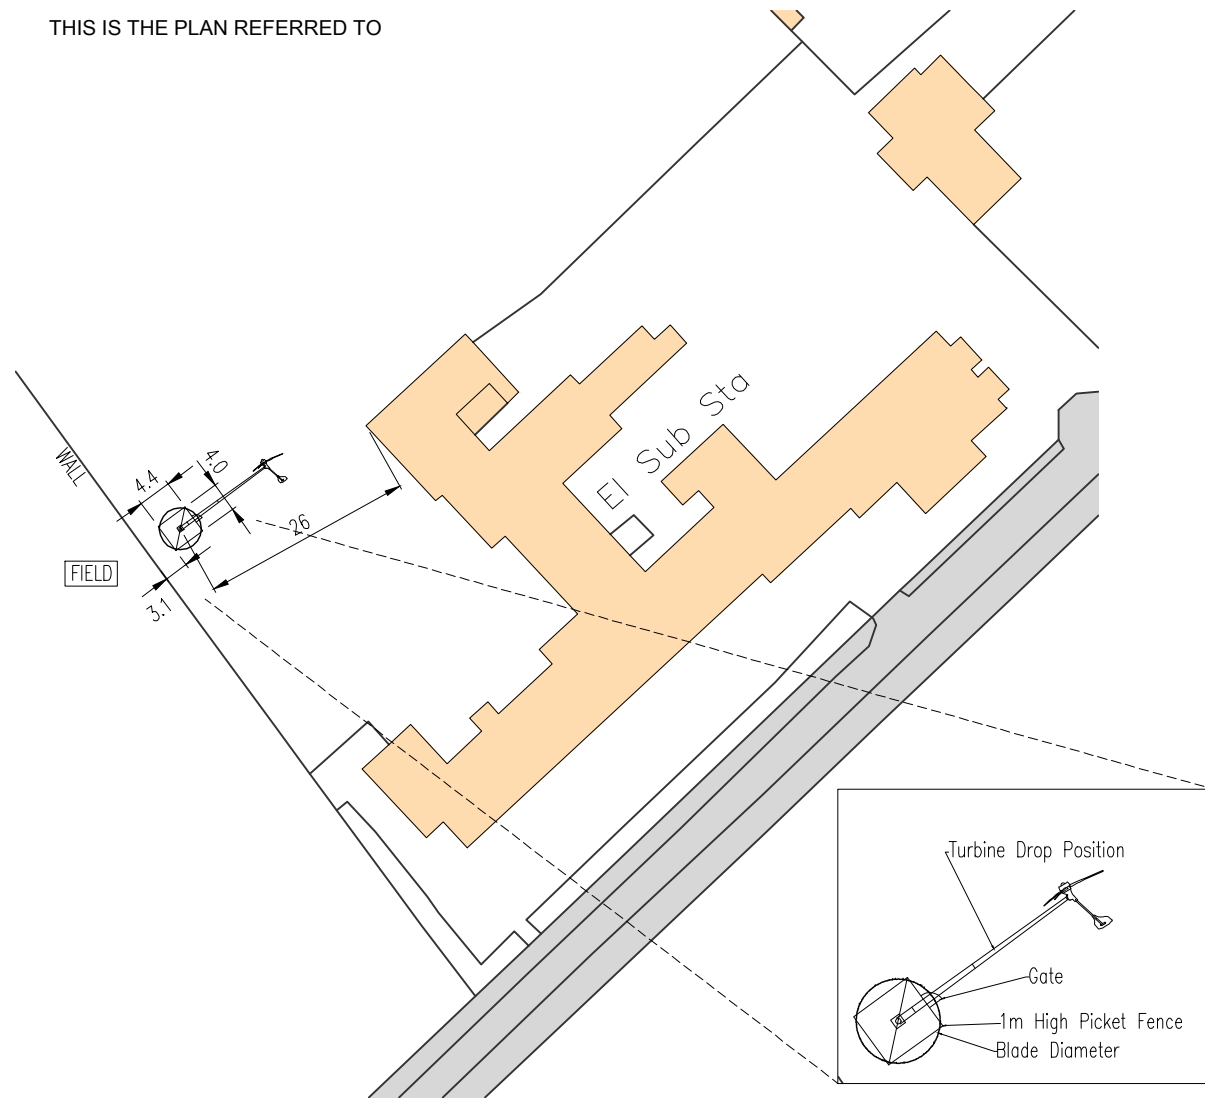 THIS IS THE PLAN REFERRED TO
El Sub Sta
WALL
4.4
4.0
26
FIELD
3.1
Turbine Drop Position
Gate
1m High Picket Fence
Blade Diameter